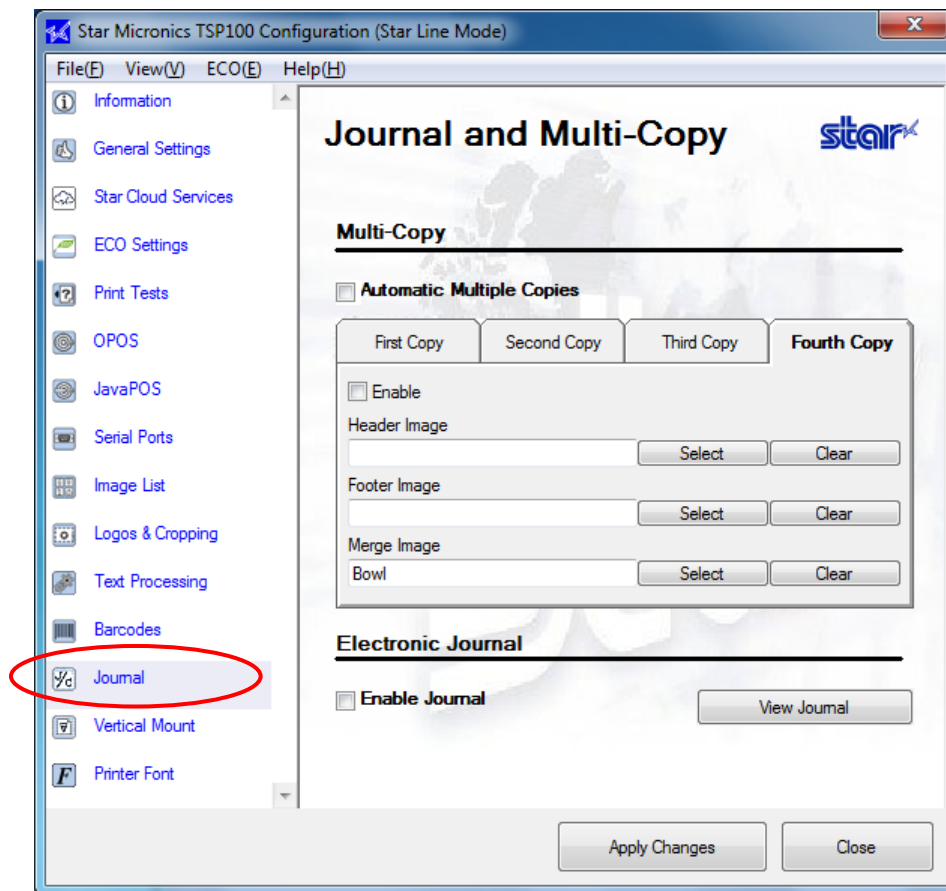 Star Micronics TSP100 Configuration (Star Line Mode)
File(F) View(V) ECO(E) Help(H)
Information
General Settings
Star Cloud Services
ECO Settings
Print Tests
OPOS
JavaPOS
Serial Ports
Image List
Logos & Cropping
Text Processing
Barcodes
Journal
Vertical Mount
Printer Font
Journal and Multi-Copy
star
Multi-Copy
Automatic Multiple Copies
First Copy Second Copy Third Copy Fourth Copy
Enable
Header Image
Select Clear
Footer Image
Select Clear
Merge Image
Bowl Select Clear
Electronic Journal
Enable Journal View Journal
Apply Changes Close